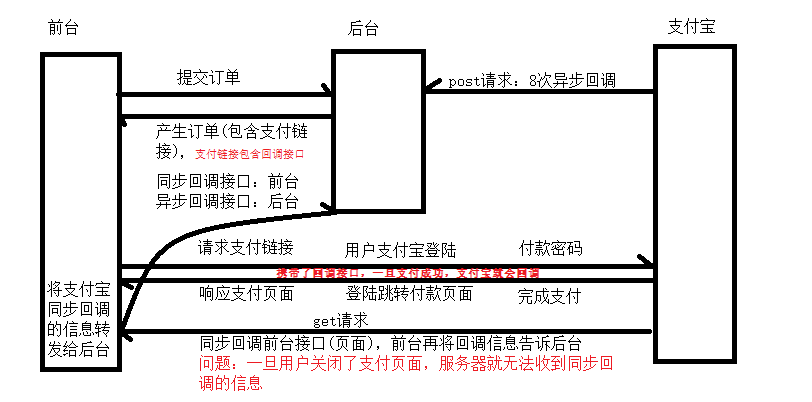 前台
后台
支付宝
提交订单
post请求：8次异步回调
产生订单(包含支付链
接)，支付链接包含回调接口
同步回调接口：前台
异步回调接口：后台
请求支付链接
用户支付宝登陆
付款密码
携带了回调接口，一旦支付成功，支付宝就会回调
响应支付页面
登陆跳转付款页面
完成支付
将支付宝
同步回调
的信息转
发给后台
get请求
同步回调前台接口(页面)，前台再将回调信息告诉后台
问题：一旦用户关闭了支付页面，服务器就无法收到同步回
调的信息